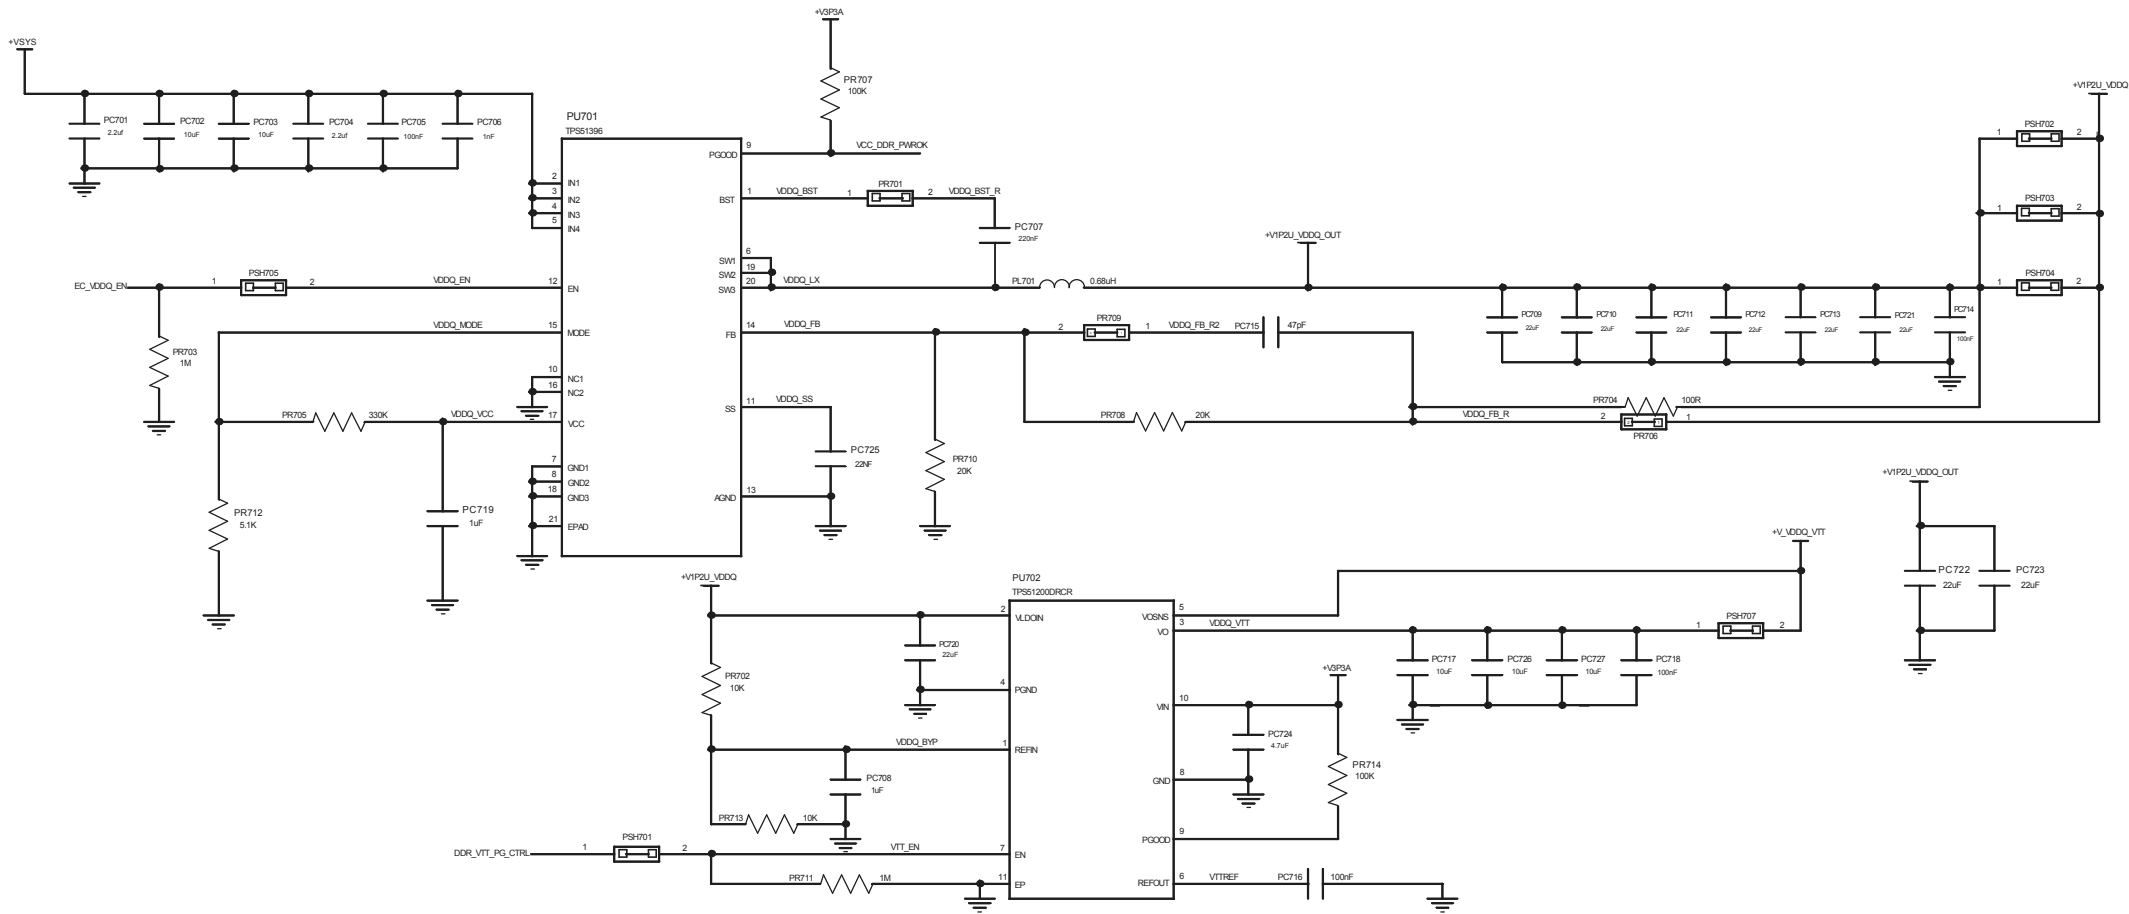 +VSYS
PC701
2.2uf
PC702
10uF
PC703
10uF
PC704
2.2uf
PC705
100nF
PC706
1nF
+V3P3A
PR707
100K
PU701
TPS51396
2 IN1
3 IN2
4 IN3
5 IN4
12 EN
15 MODE
10 NC1
16 NC2
17 VCC
7 GND1
8 GND2
18 GND3
21 EPAD
PGOOD 9
BST 1
SW1 6
SW2 19
SW3 20
FB 14
SS 11
AGND 13
VCC_DDR_PWROK
VDDQ_BST 1 PR701 2 VDDQ_BST_R
PC707
220nF
VDDQ_LX
PL701 0.68uH
+V1P2U_VDDQ_OUT
EC_VDDQ_EN 1 PSH705 2 VDDQ_EN
PR703
1M
VDDQ_MODE
PR705 330K VDDQ_VCC
PR712
5.1K
PC719
1uF
VDDQ_FB
2 PR709 1 VDDQ_FB_R2 PC715 47pF
VDDQ_SS
PC725
22NF
PR710
20K
PR708 20K
VDDQ_FB_R
PR704 100R
2 PR706 1
PC709
22uF
PC710
22uF
PC711
22uF
PC712
22uF
PC713
22uF
PC721
22uF
PC714
100nF
+V1P2U_VDDQ
1 PSH702 2
1 PSH703 2
1 PSH704 2
+V1P2U_VDDQ_OUT
PC722
22uF
PC723
22uF
+V1P2U_VDDQ
PR702
10K
PC720
22uF
VDDQ_BYP
PC708
1uF
PR713 10K
DDR_VTT_PG_CTRL 1 PSH701 2 VTT_EN
PR711 1M
PU702
TPS51200DRCR
2 VLDOIN
4 PGND
1 REFIN
7 EN
11 EP
VOSNS 5
VO 3
VIN 10
GND 8
PGOOD 9
REFOUT 6
VDDQ_VTT
+V3P3A
PC724
4.7uF
PR714
100K
VTTREF PC716 100nF
PC717
10uF
PC726
10uF
PC727
10uF
PC718
100nF
1 PSH707 2
+V_VDDQ_VTT